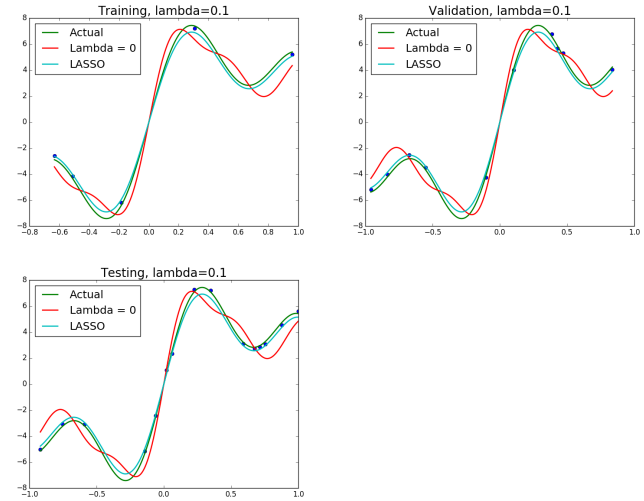 Training, lambda=0.1
8
6
4
2
0
−2
−4
−6
−8
Actual
Lambda = 0
LASSO
−0.8 −0.6 −0.4 −0.2 0.0 0.2 0.4 0.6 0.8 1.0
Validation, lambda=0.1
8
6
4
2
0
−2
−4
−6
−8
Actual
Lambda = 0
LASSO
−1.0 −0.5 0.0 0.5 1.0
Testing, lambda=0.1
8
6
4
2
0
−2
−4
−6
−8
Actual
Lambda = 0
LASSO
−1.0 −0.5 0.0 0.5 1.0